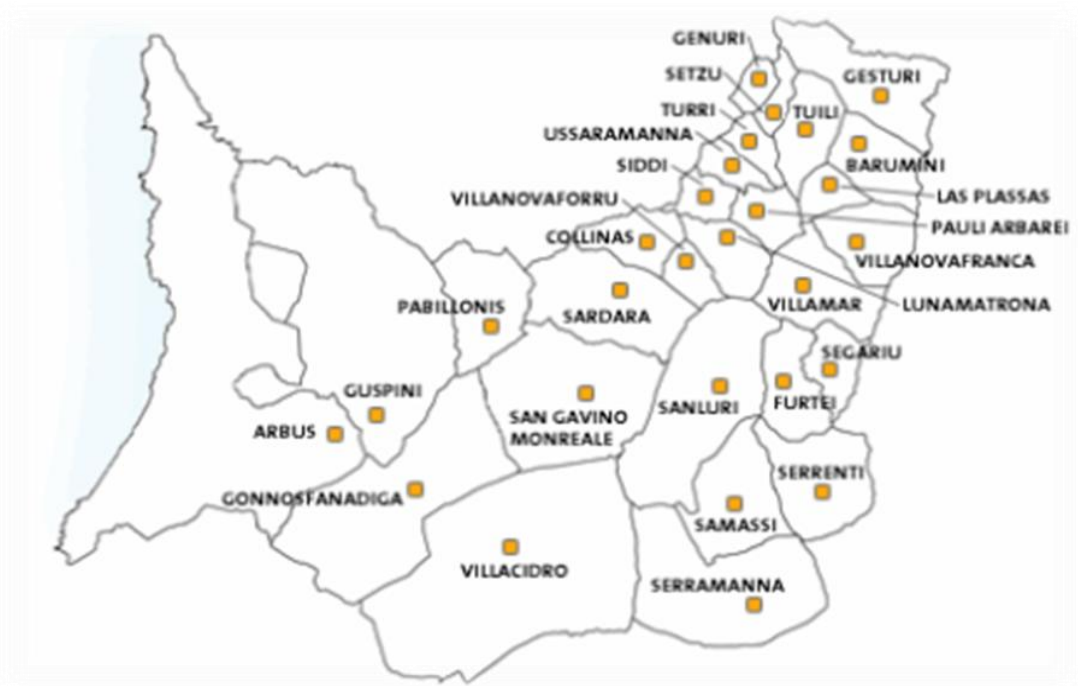 GENURI
SETZU
GESTURI
TURRI
TUILI
USSARAMANNA
SIDDI
BARUMINI
VILLANOVAFORRU
LAS PLASSAS
PAULI ARBAREI
COLLINAS
VILLANOVAFRANCA
PABILLONIS
SARDARA
VILLAMAR
LUNAMATRONA
SEGARIU
GUSPINI
SAN GAVINO
MONREALE
SANLURI
FURTEI
ARBUS
SERRENTI
GONNOSFANADIGA
SAMASSI
VILLACIDRO
SERRAMANNA